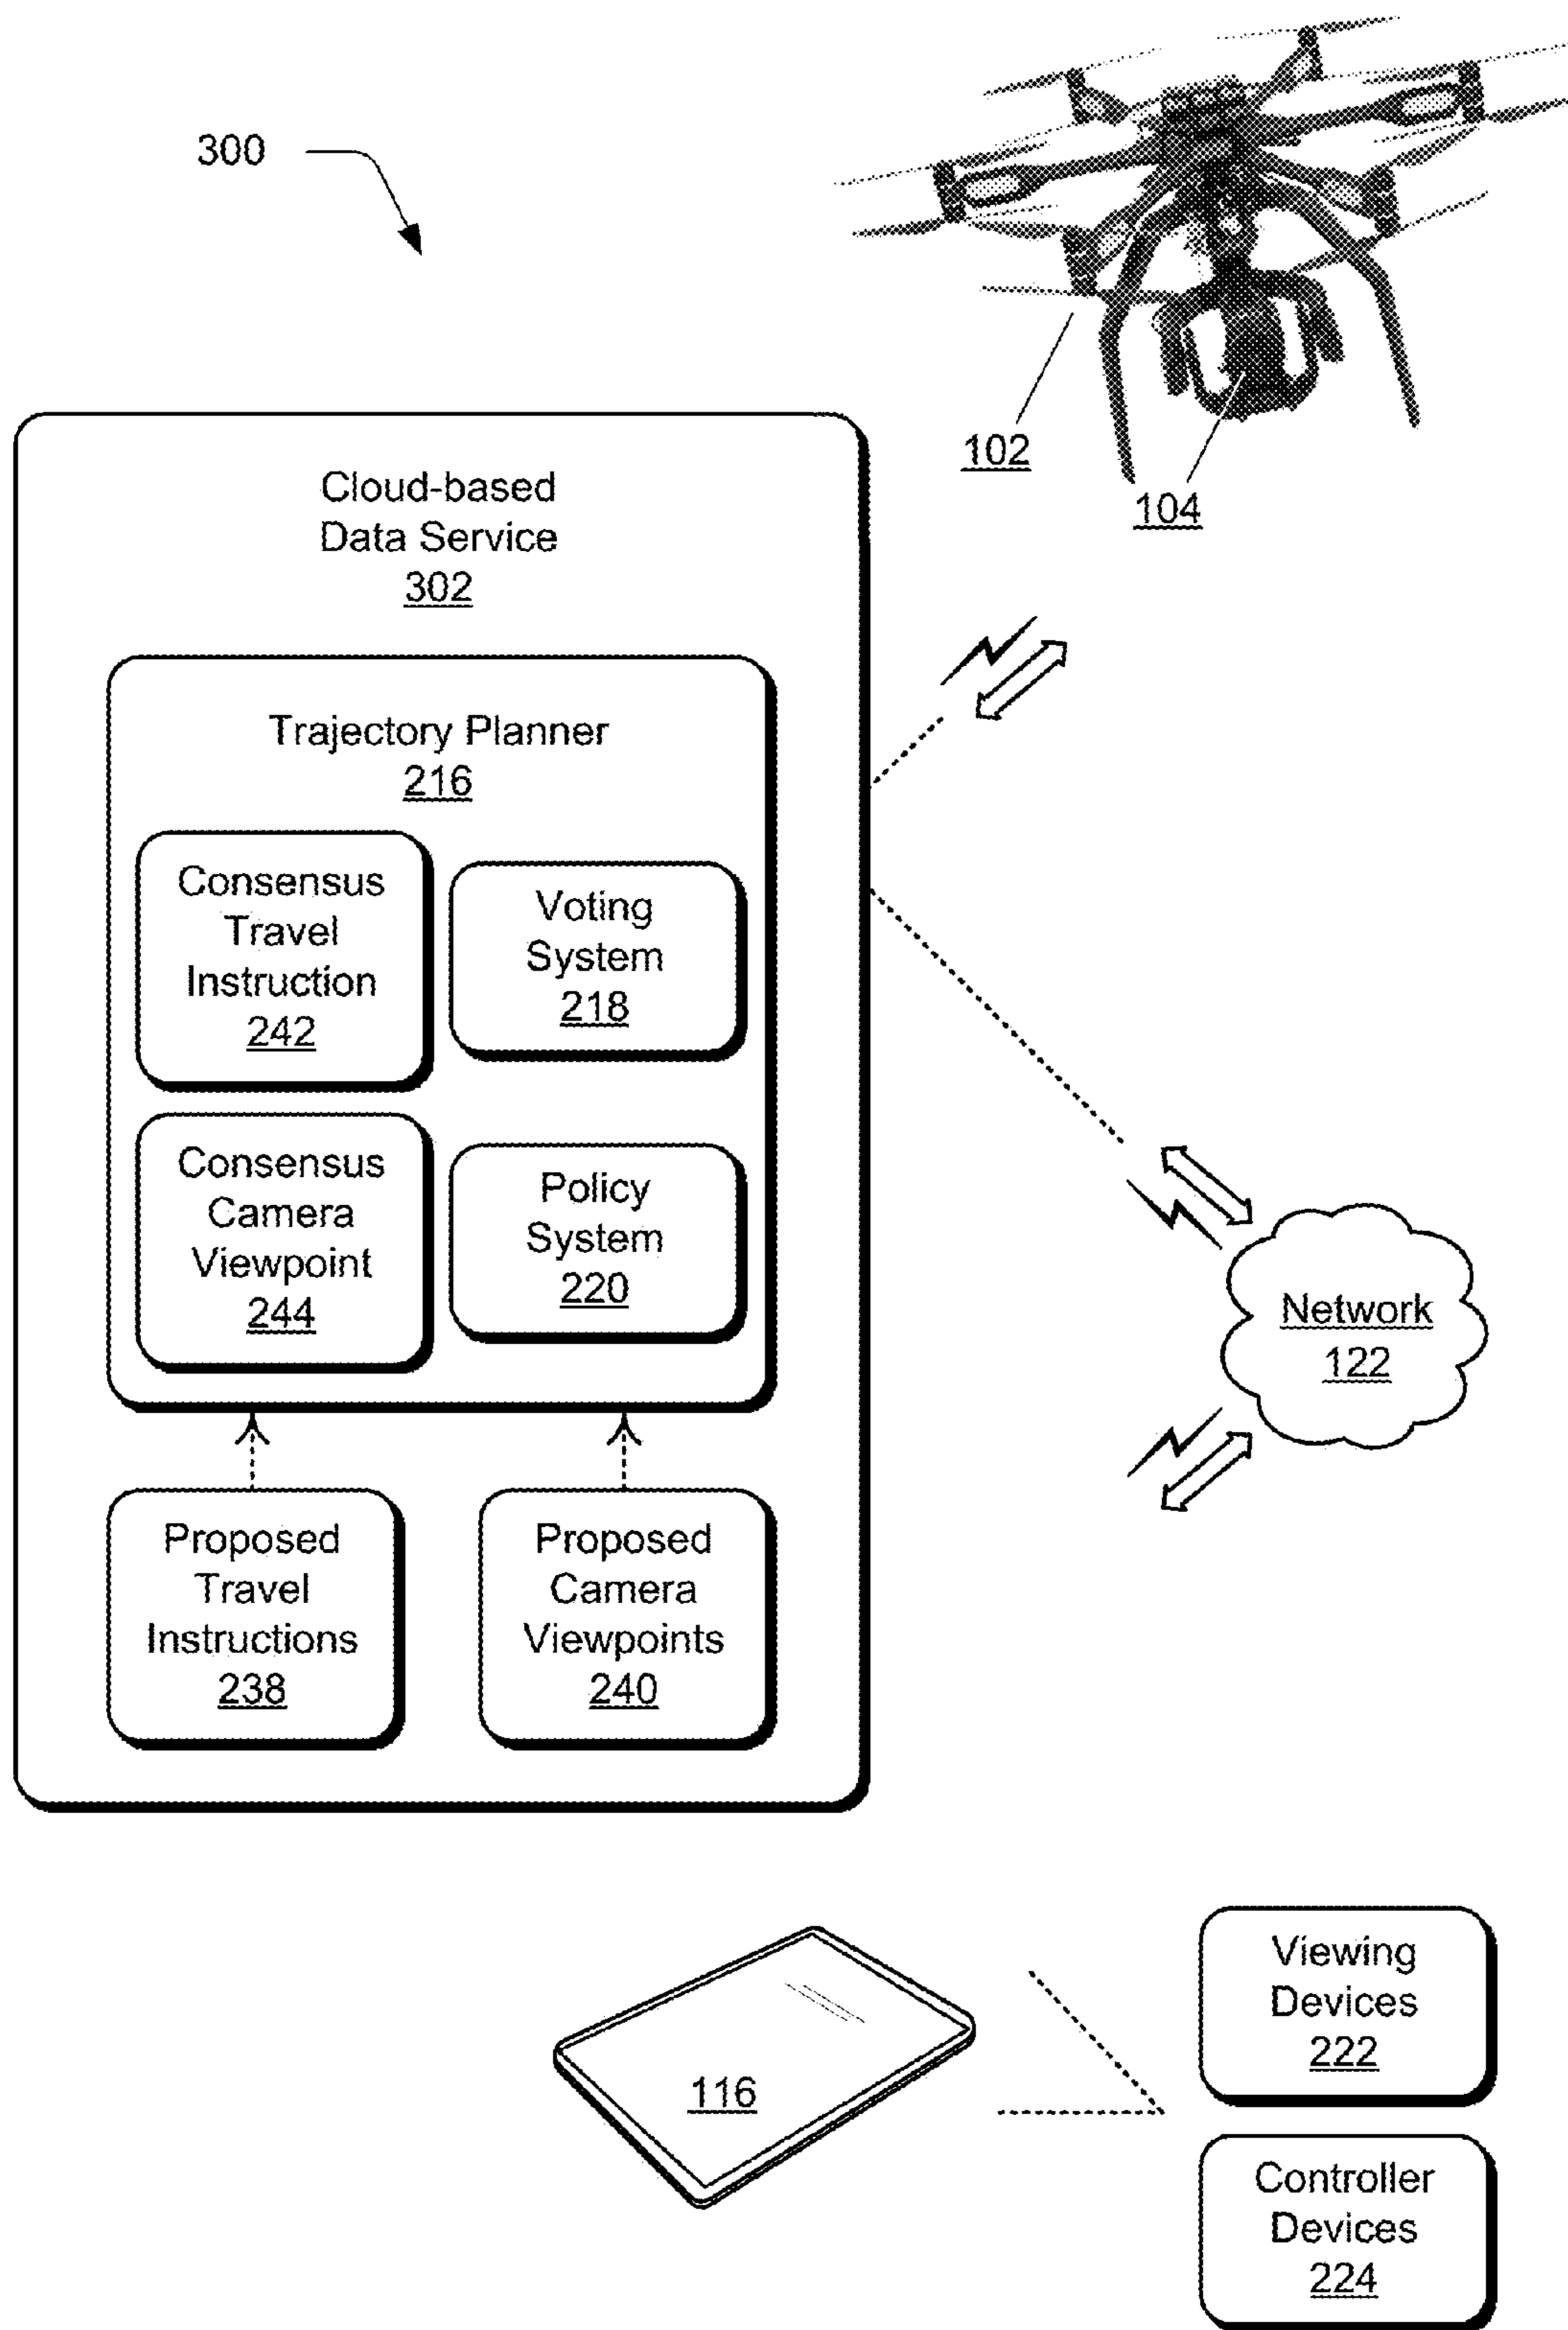 300
102
104
Cloud-based
Data Service
302
Trajectory Planner
216
Consensus
Travel
Instruction
242
Voting
System
218
Consensus
Camera
Viewpoint
244
Policy
System
220
Network
122
Proposed
Travel
Instructions
238
Proposed
Camera
Viewpoints
240
116
Viewing
Devices
222
Controller
Devices
224